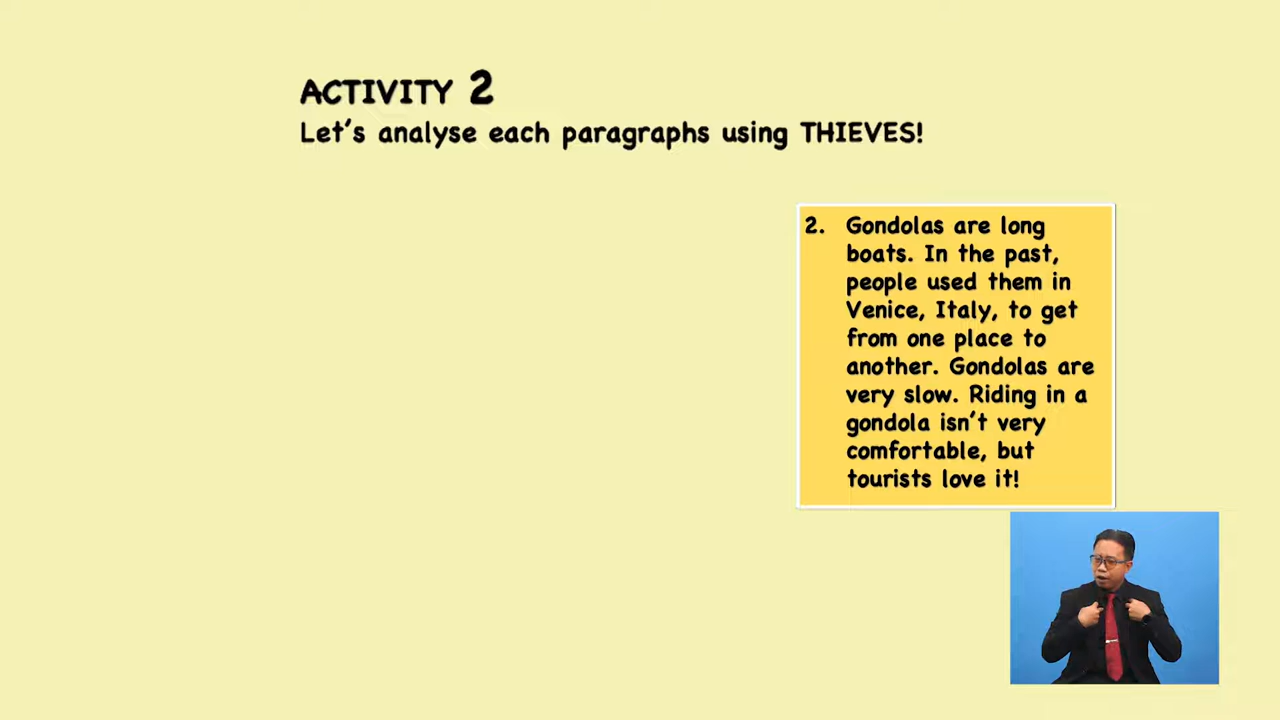 ACTIVITY 2
Let's analyse each paragraphs using THIEVES!
2. Gondolas are long
boats. In the past,
people used them in
Venice, Italy, to get
from one place to
another. Gondolas are
very slow. Riding in a
gondola isn't very
comfortable, but
tourists love it!